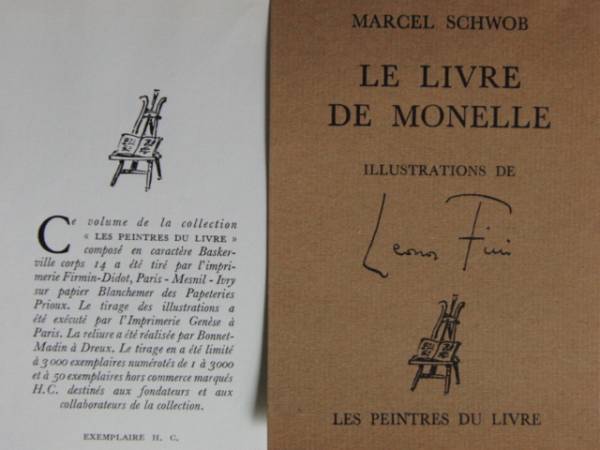 Ce volume de la collection
« LES PEINTRES DU LIVRE »
composé en caractère Basker-
ville corps 14 a été tiré par l'impri-
merie Firmin-Didot, Paris - Mesnil - Ivry
sur papier Blanchemer des Papeteries
Prioux. Le tirage des illustrations a
été exécuté par l'Imprimerie Genèse à
Paris. La reliure a été réalisée par Bonnet-
Madin à Dreux. Le tirage en a été limité
à 3 000 exemplaires numérotés de 1 à 3000
et à 50 exemplaires hors commerce marqués
H.C. destinés aux fondateurs et aux
collaborateurs de la collection.
EXEMPLAIRE H. C.
MARCEL SCHWOB
LE LIVRE
DE MONELLE
ILLUSTRATIONS DE
Leonor Fini
LES PEINTRES DU LIVRE